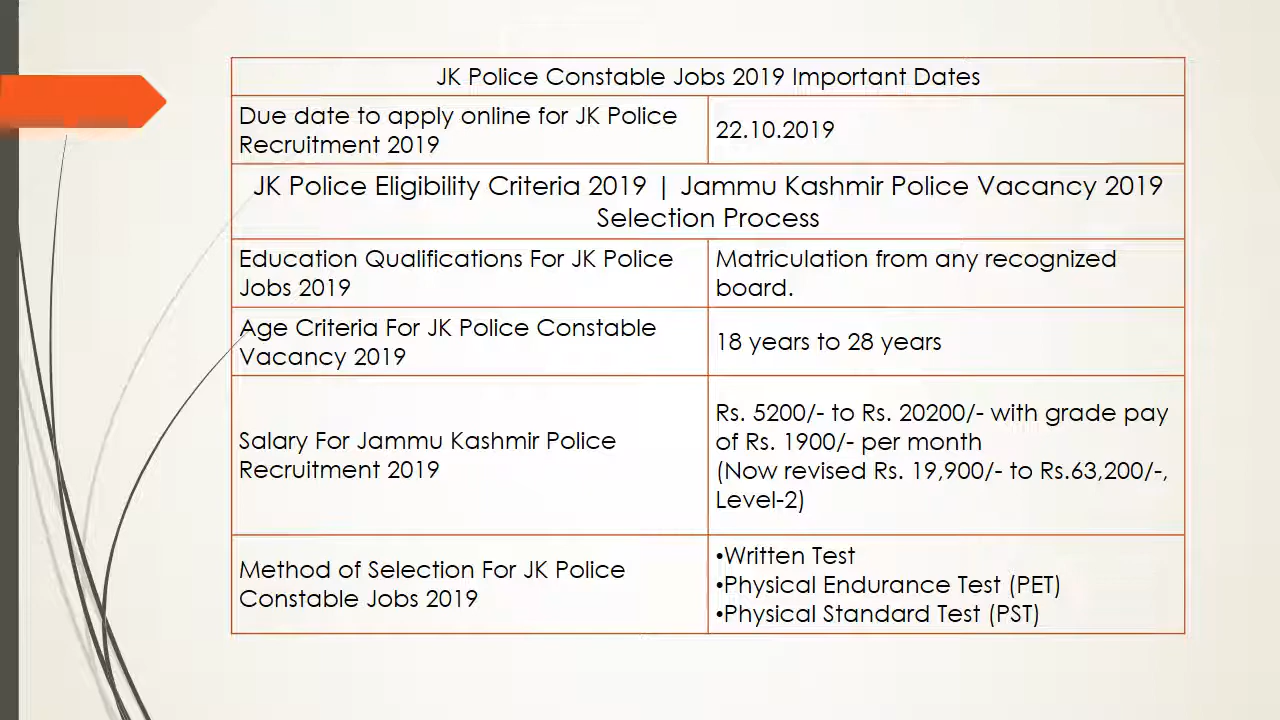 JK Police Constable Jobs 2019 Important Dates
Due date to apply online for JK Police
Recruitment 2019
22.10.2019
JK Police Eligibility Criteria 2019 | Jammu Kashmir Police Vacancy 2019
Selection Process
Education Qualifications For JK Police
Jobs 2019
Matriculation from any recognized
board.
Age Criteria For JK Police Constable
Vacancy 2019
18 years to 28 years
Salary For Jammu Kashmir Police
Recruitment 2019
Rs. 5200/- to Rs. 20200/- with grade pay
of Rs. 1900/- per month
(Now revised Rs. 19,900/- to Rs.63,200/-,
Level-2)
Method of Selection For JK Police
Constable Jobs 2019
•Written Test
•Physical Endurance Test (PET)
•Physical Standard Test (PST)